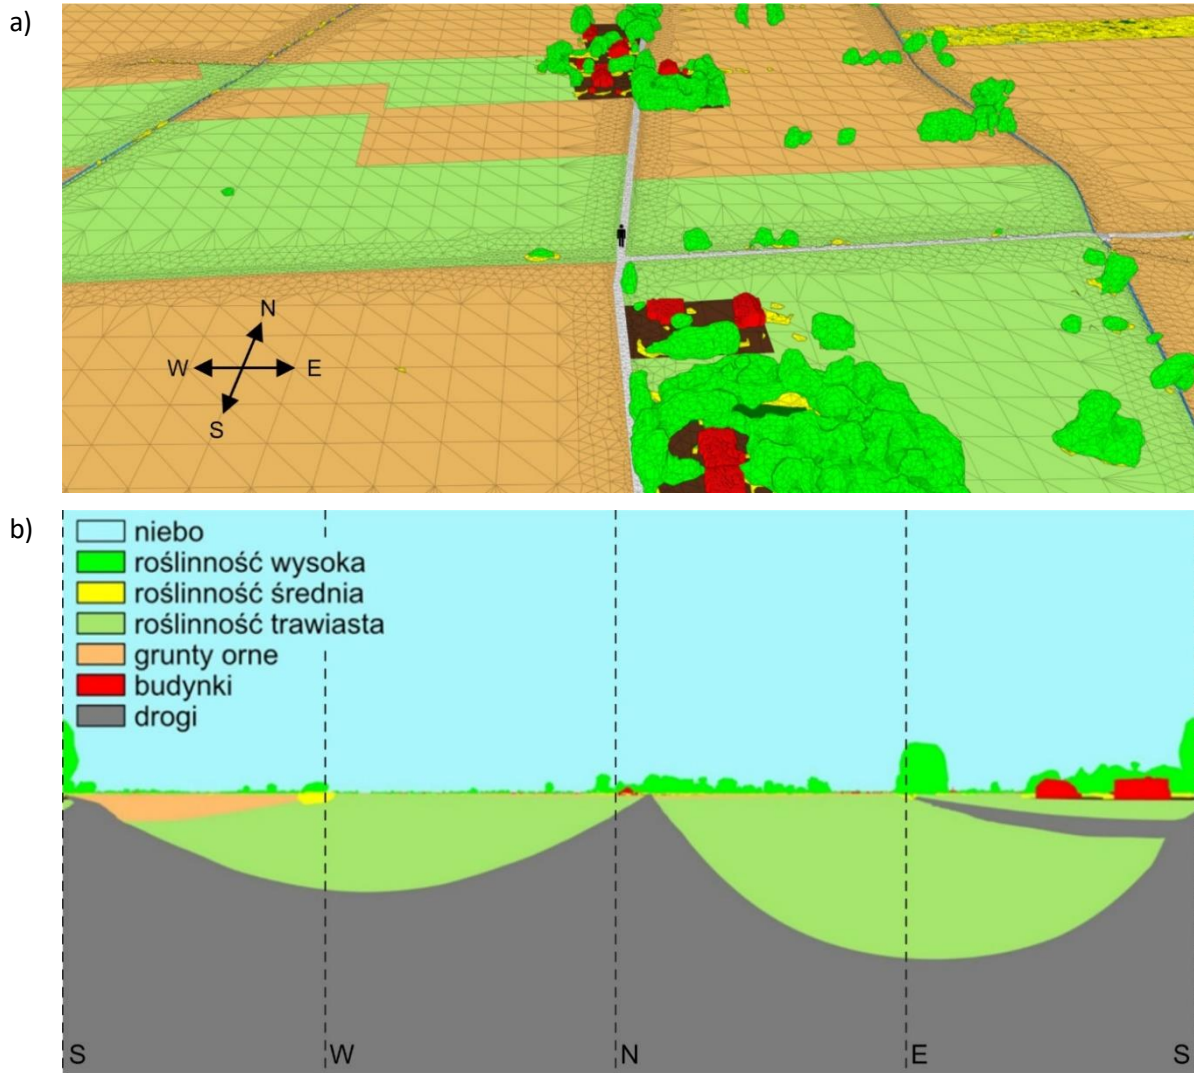 a)
N
W E
S
b)
niebo
roślinność wysoka
roślinność średnia
roślinność trawiasta
grunty orne
budynki
drogi
S W N E S